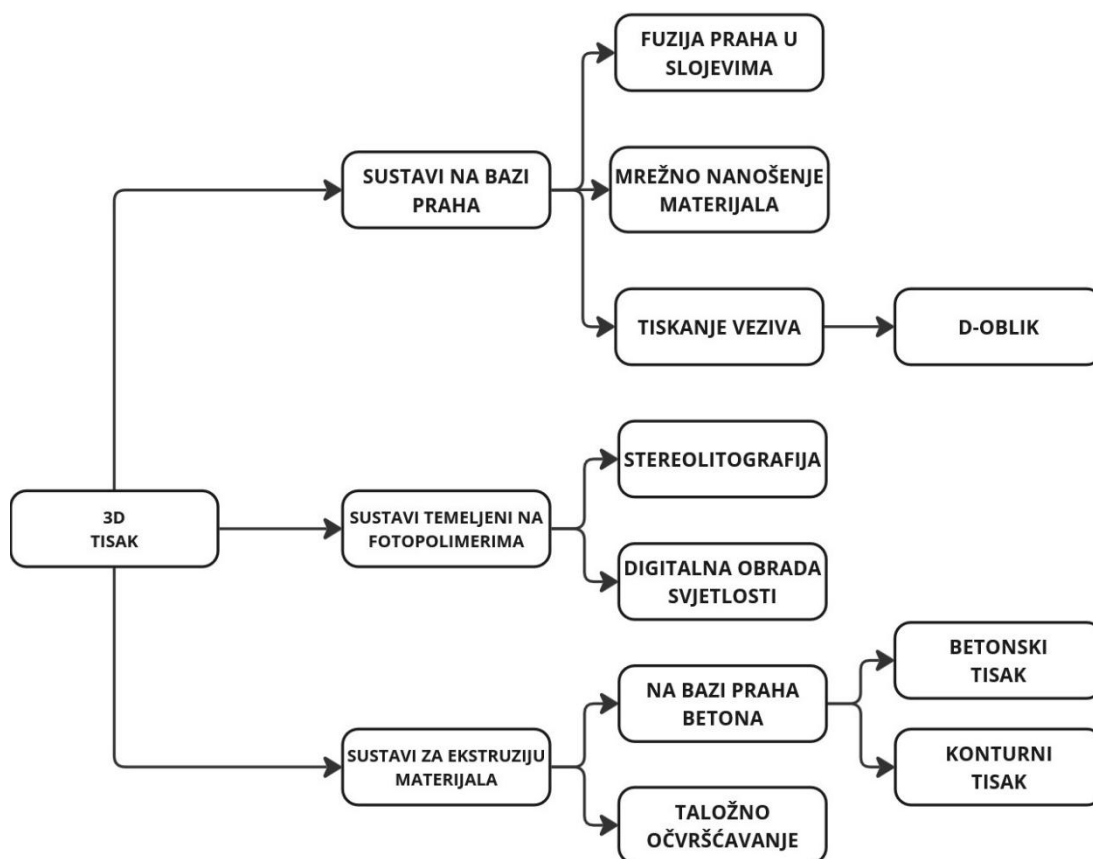 FUZIJA PRAHA U
SLOJEVIMA
SUSTAVI NA BAZI
PRAHA
MREŽNO NANOŠENJE
MATERIJALA
TISKANJE VEZIVA
D-OBLIK
3D
TISAK
SUSTAVI TEMELJENI NA
FOTOPOLIMERIMA
STEREOLITOGRAFIJA
DIGITALNA OBRADA
SVJETLOSTI
SUSTAVI ZA EKSTRUZIJU
MATERIJALA
NA BAZI PRAHA
BETONA
BETONSKI
TISAK
KONTURNI
TISAK
TALOŽNO
OČVRŠĆAVANJE